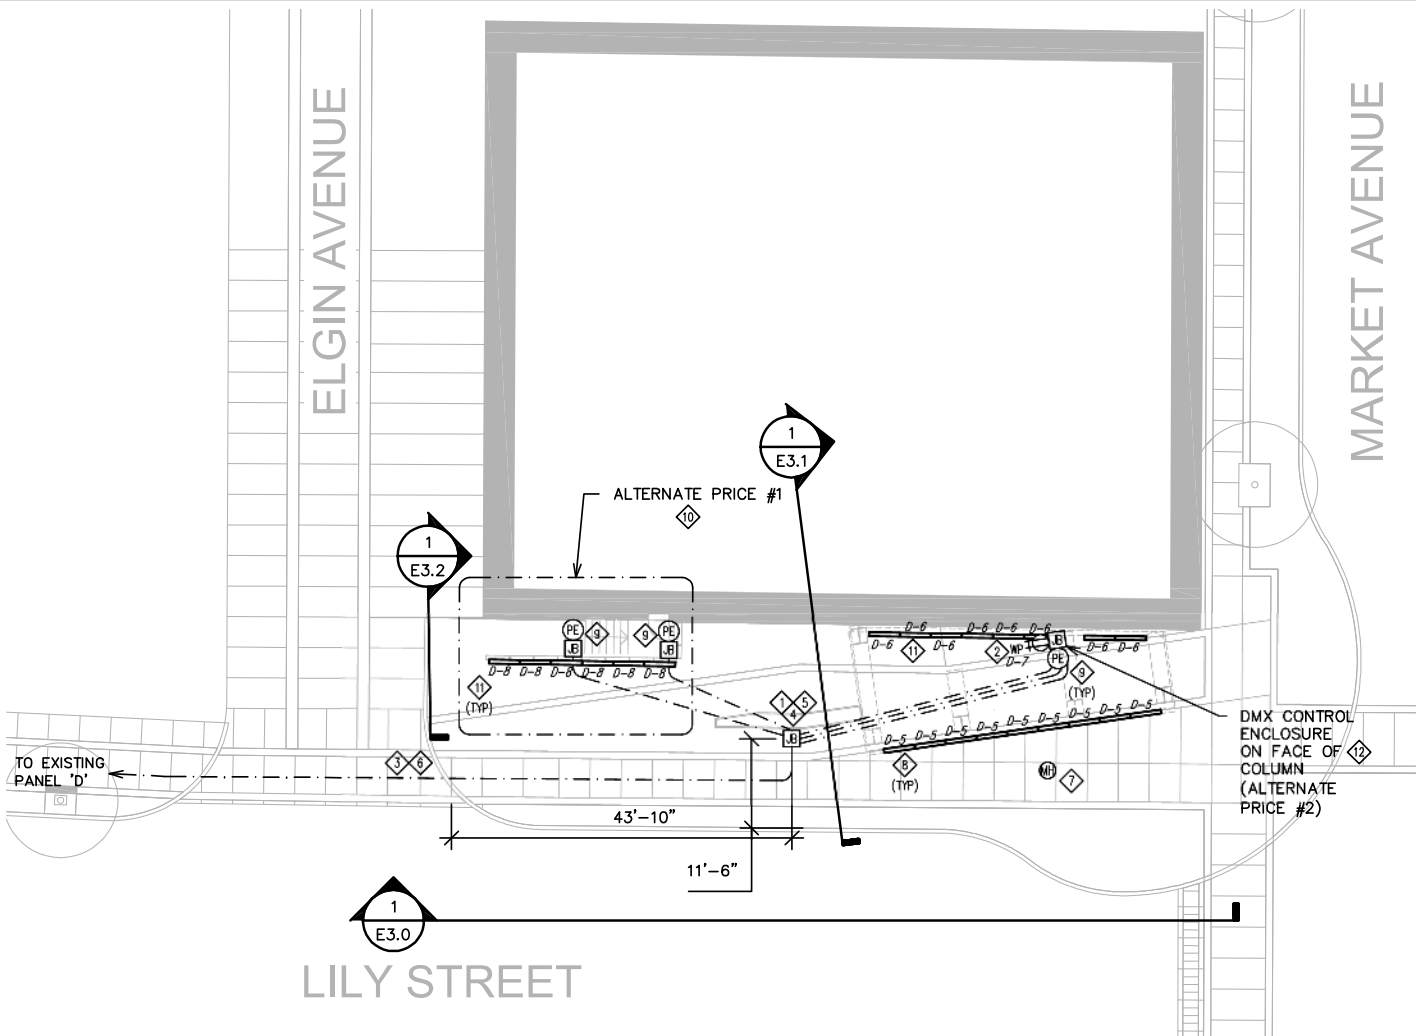 ELGIN AVENUE
MARKET AVENUE
1
E3.1
ALTERNATE PRICE #1
10
1
E3.2
PE
9
9
PE
JB
JB
D-8 D-8 D-6 D-8 D-8 D-8
11
(TYP)
D-6
D-6 D-6 D-6
D-6
D-6
11
2
WP
JB
D-7
PE
D-6 D-6
9
(TYP)
1
5
4
JB
D-5 D-5 D-5 D-5 D-5 D-5 D-5 D-5 D-5
8
(TYP)
MH
7
DMX CONTROL
ENCLOSURE
ON FACE OF
12
COLUMN
(ALTERNATE
PRICE #2)
TO EXISTING
PANEL 'D'
3
6
43'-10"
11'-6"
1
E3.0
LILY STREET